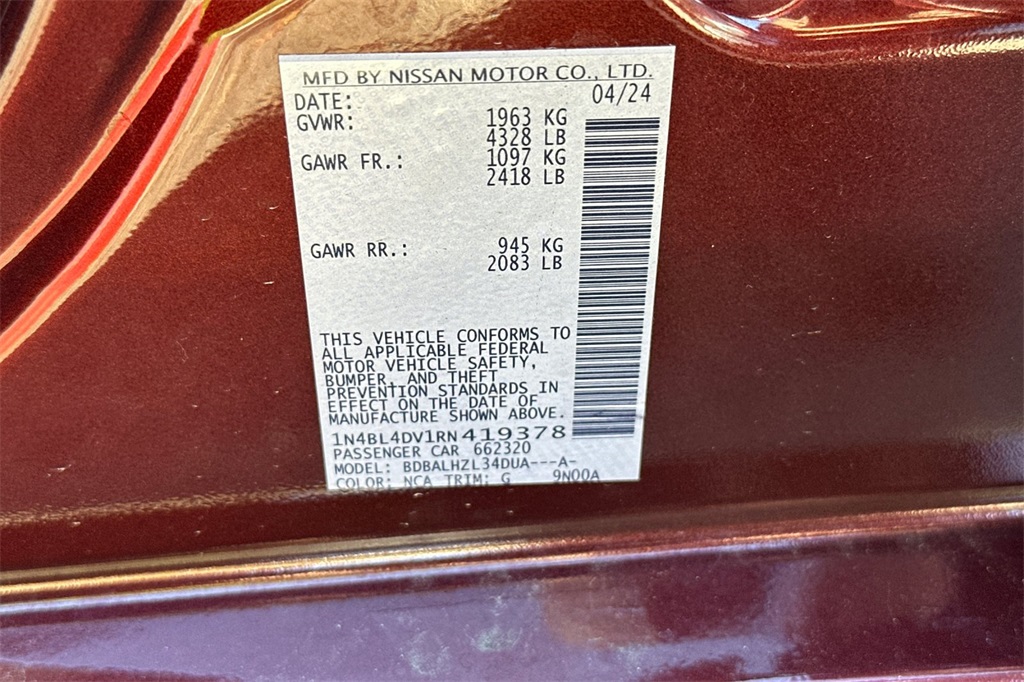 MFD BY NISSAN MOTOR CO., LTD.
DATE: 04/24
GVWR: 1963 KG
4328 LB
GAWR FR.: 1097 KG
2418 LB
GAWR RR.: 945 KG
2083 LB
THIS VEHICLE CONFORMS TO
ALL APPLICABLE FEDERAL
MOTOR VEHICLE SAFETY,
BUMPER, AND THEFT
PREVENTION STANDARDS IN
EFFECT ON THE DATE OF
MANUFACTURE SHOWN ABOVE.
1N4BL4DV1RN419378
PASSENGER CAR 662320
MODEL: BDBALHZL34DUA---A-
COLOR: NCA TRIM: G 9N00A